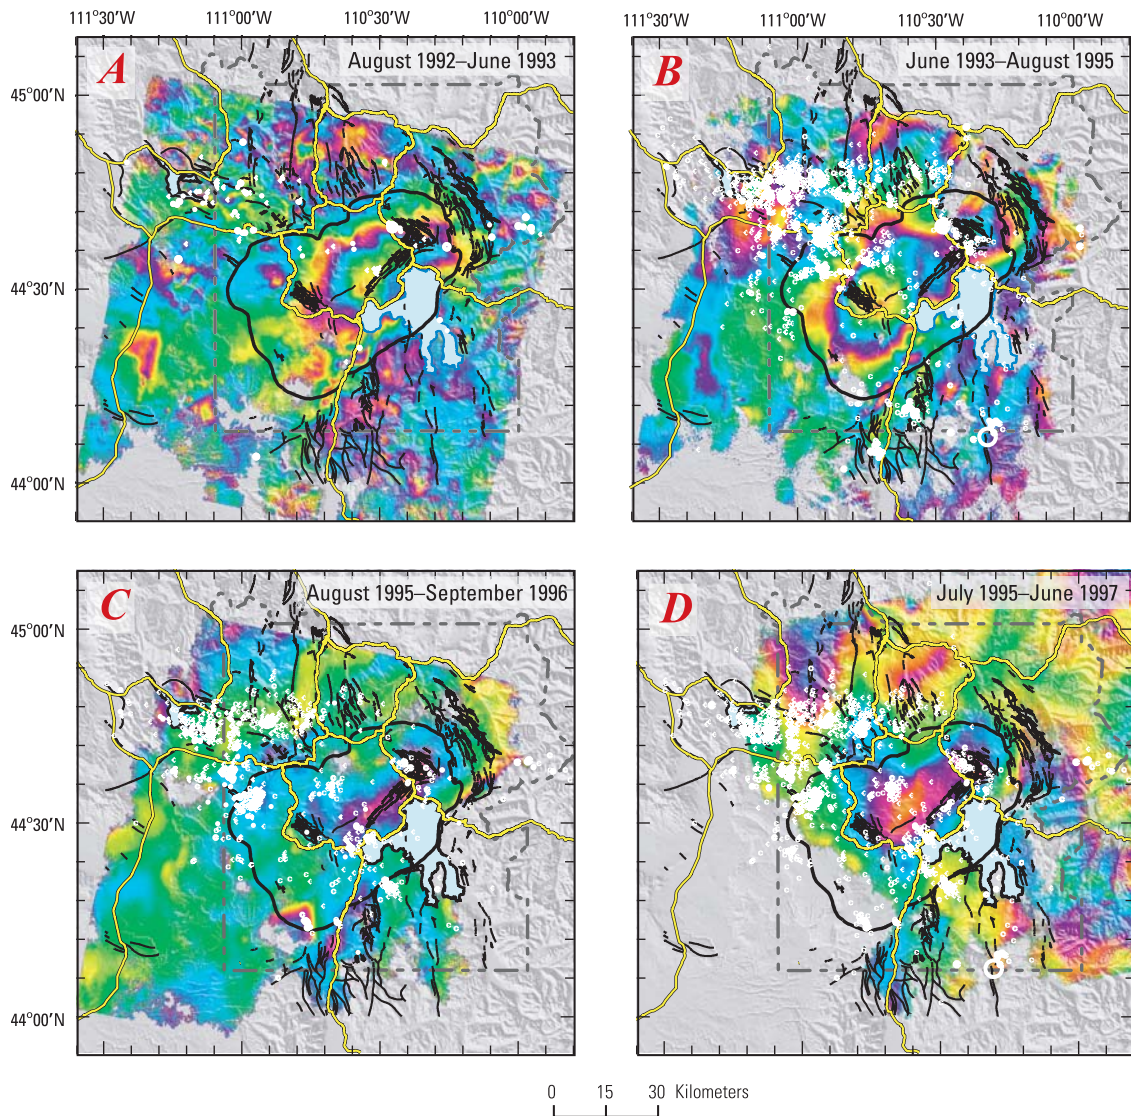 111°30'W 111°00'W 110°30'W 110°00'W 111°30'W 111°00'W 110°30'W 110°00'W
A August 1992–June 1993
B June 1993–August 1995
45°00'N
44°30'N
44°00'N
C August 1995–September 1996
D July 1995–June 1997
45°00'N
44°30'N
44°00'N
0 15 30 Kilometers